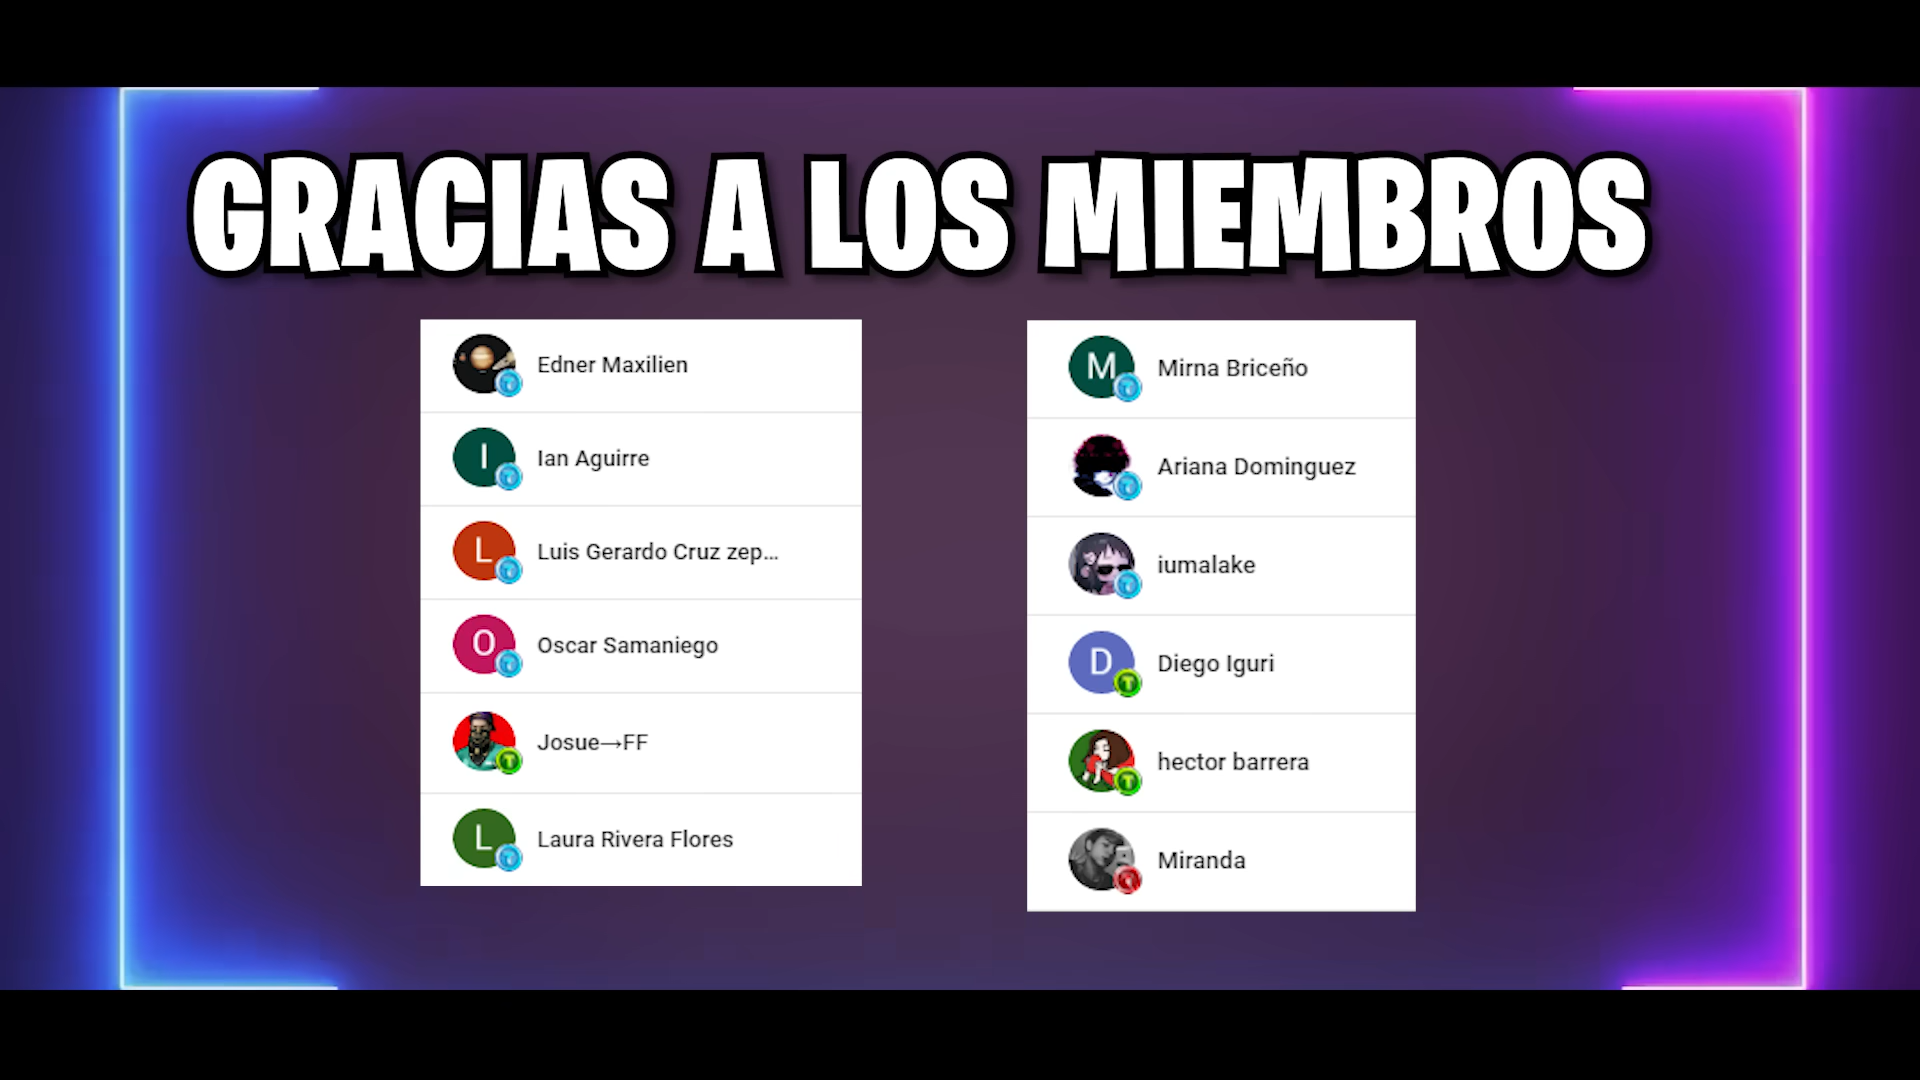 GRACIAS A LOS MIEMBROS
Edner Maxilien
I
Ian Aguirre
L
Luis Gerardo Cruz zep...
O
Oscar Samaniego
T
Josue→FF
L
Laura Rivera Flores
M
Mirna Briceño
Ariana Dominguez
iumalake
D
T
Diego Iguri
T
hector barrera
Miranda